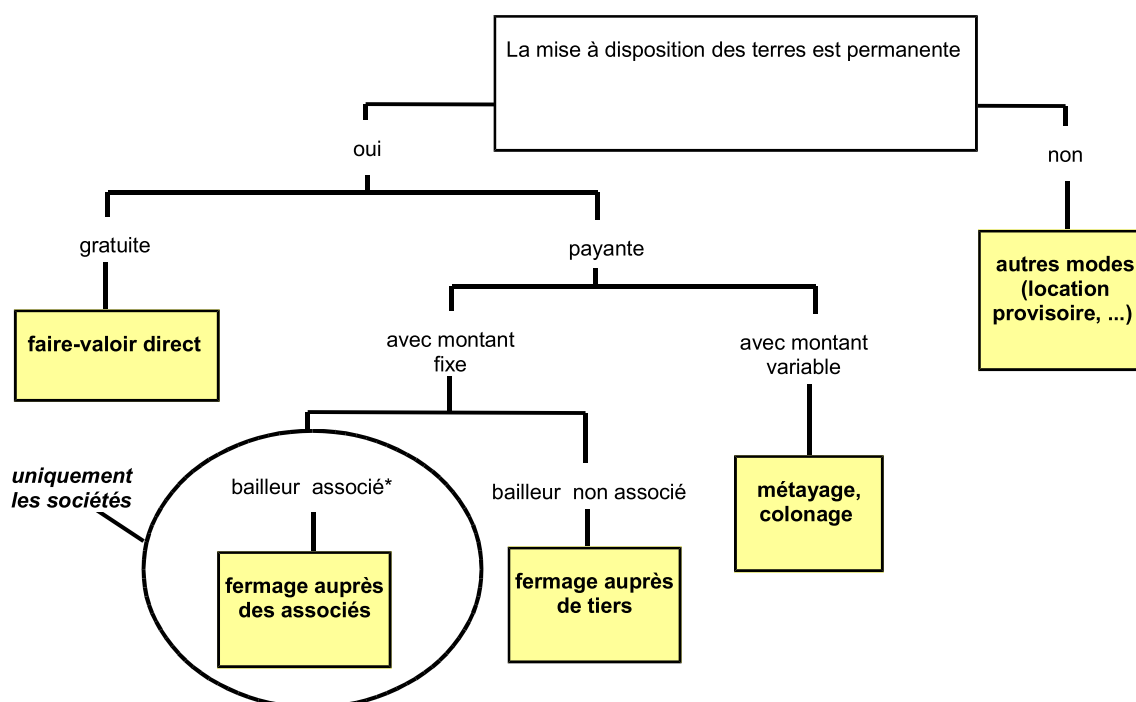 La mise à disposition des terres est permanente
oui
non
gratuite
payante
autres modes
(location
provisoire, ...)
faire-valoir direct
avec montant
fixe
avec montant
variable
uniquement
les sociétés
bailleur associé*
bailleur non associé
métayage,
colonage
fermage auprès
des associés
fermage auprès
de tiers